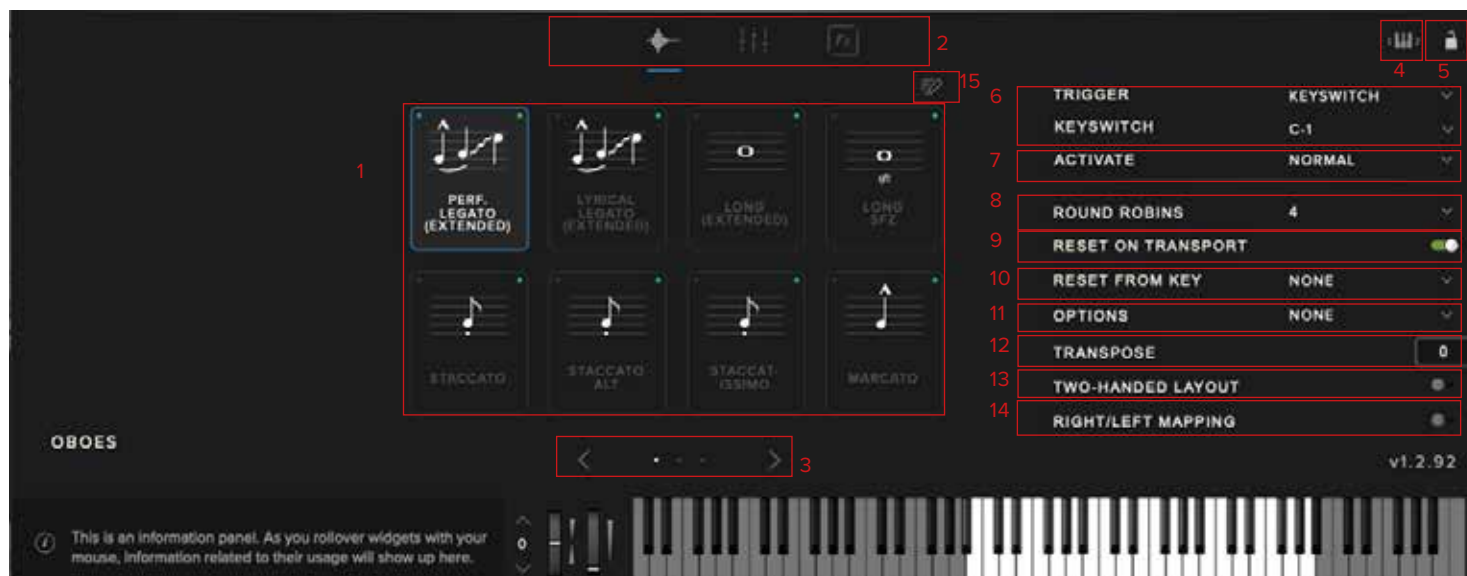 2
4
5
15
1
PERF.
LEGATO
(EXTENDED)
LYRICAL
LEGATO
(EXTENDED)
LONG
(EXTENDED)
LONG
SFZ
STACCATO
STACCATO
ALT
STACCAT-
ISSIMO
MARCATO
6
TRIGGER KEYSWITCH
KEYSWITCH C-1
7 ACTIVATE NORMAL
8 ROUND ROBINS 4
9 RESET ON TRANSPORT
10 RESET FROM KEY NONE
11 OPTIONS NONE
12 TRANSPOSE 0
13 TWO-HANDED LAYOUT
14 RIGHT/LEFT MAPPING
OBOES
3
v1.2.92
This is an information panel. As you rollover widgets with your
mouse, information related to their usage will show up here.
0